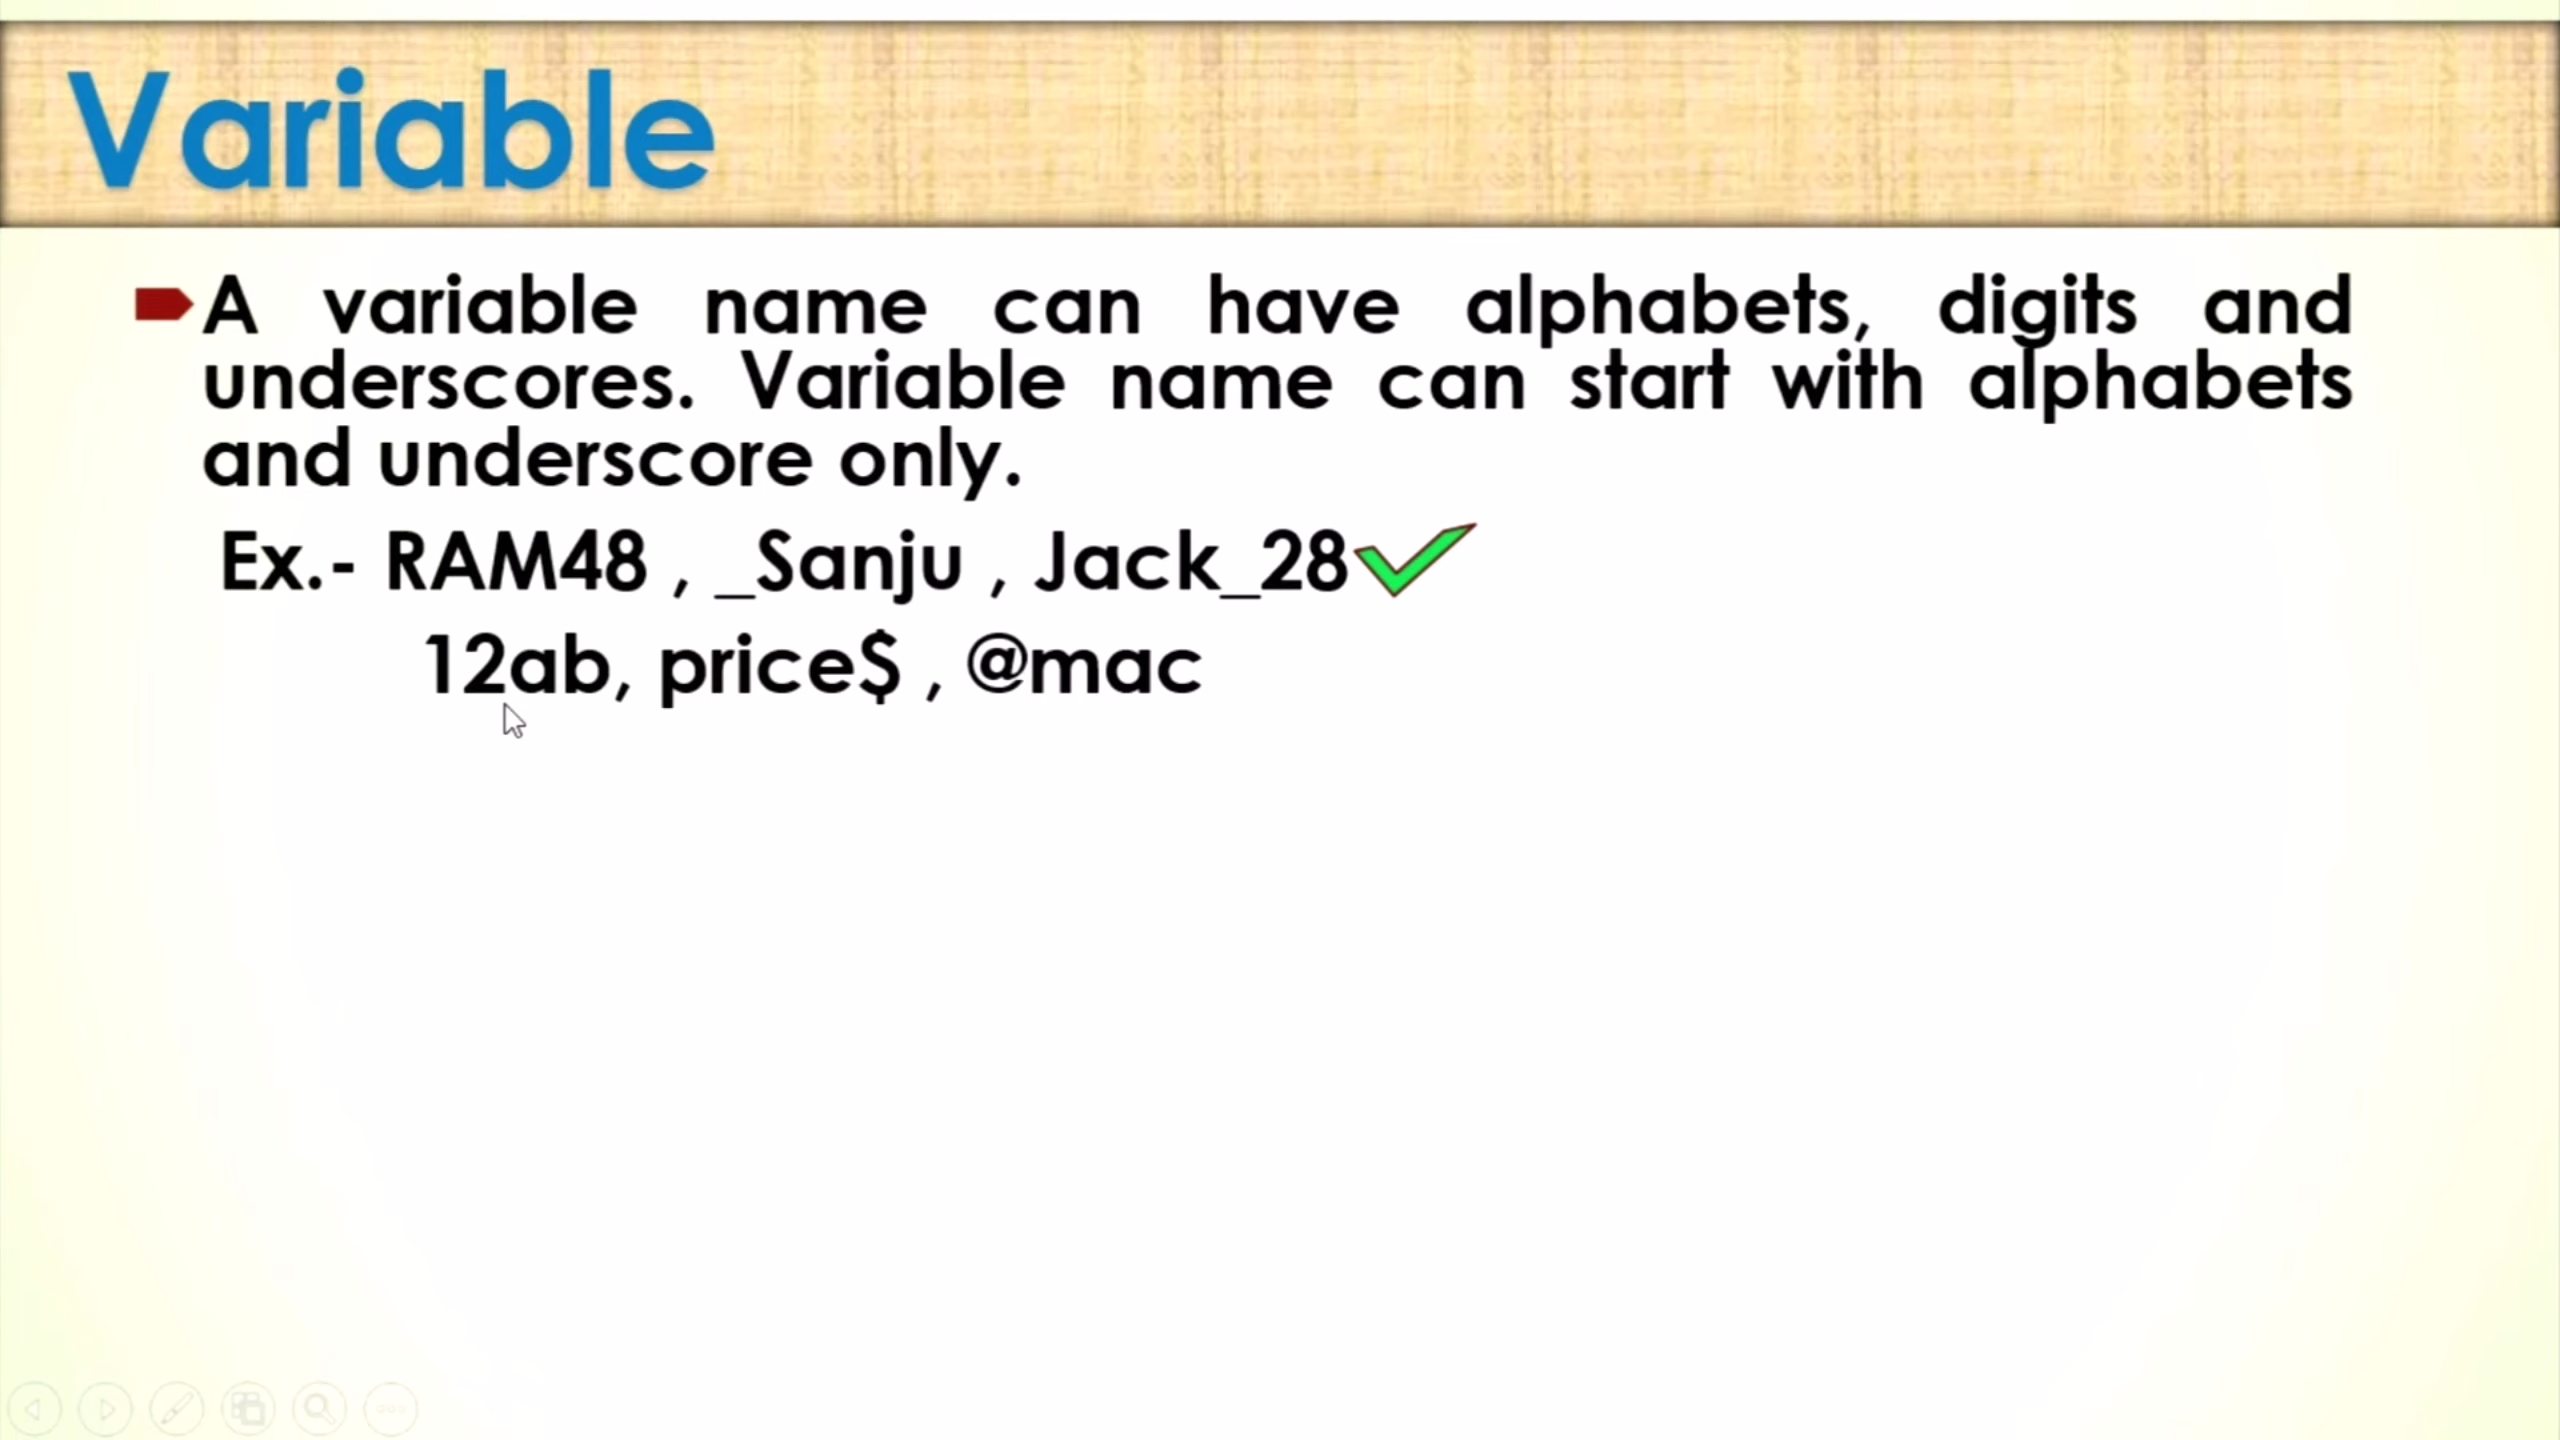 Variable
A variable name can have alphabets, digits and
underscores. Variable name can start with alphabets
and underscore only.
Ex.- RAM48 , _Sanju , Jack_28
12ab, price$ , @mac